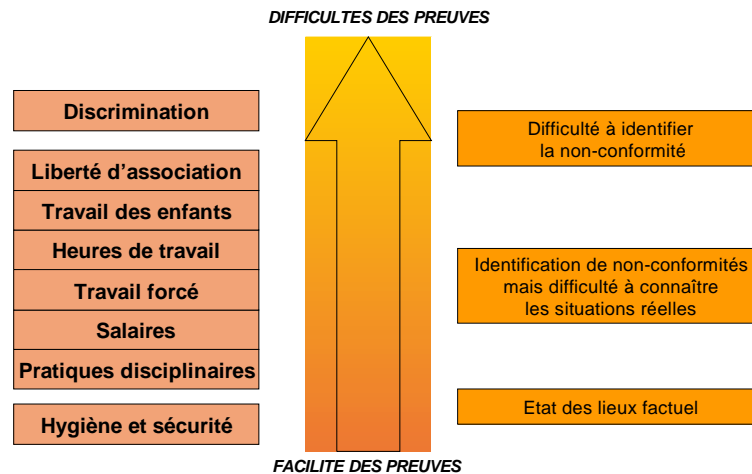 DIFFICULTES DES PREUVES
Discrimination
Liberté d'association
Travail des enfants
Heures de travail
Travail forcé
Salaires
Pratiques disciplinaires
Hygiène et sécurité
Difficulté à identifier
la non-conformité
Identification de non-conformités
mais difficulté à connaître
les situations réelles
Etat des lieux factuel
FACILITE DES PREUVES